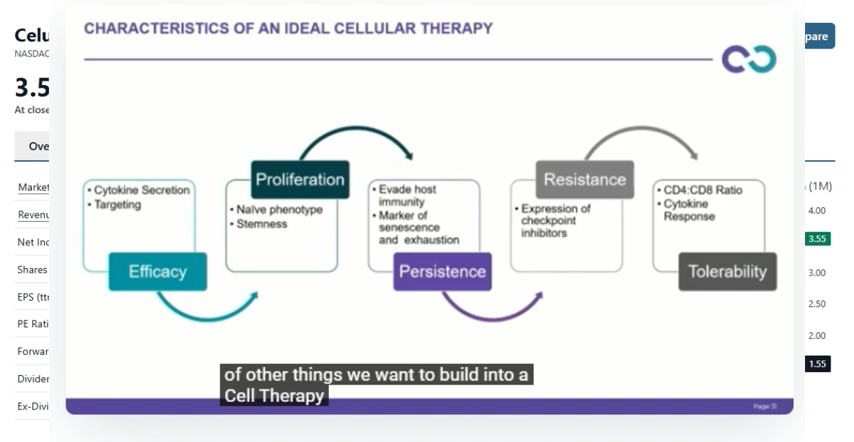 CHARACTERISTICS OF AN IDEAL CELLULAR THERAPY
Celu
NASDAC
3.5
At close
Ove
Market
Revenu
Net Inc
Shares
EPS (ttm
PE Rati
Forwar
Divider
Ex-Divi
• Cytokine Secretion
• Targeting
Efficacy
Proliferation
• Naïve phenotype
• Stemness
• Evade host
immunity
• Marker of
senescence
and exhaustion
Persistence
Resistance
• Expression of
checkpoint
inhibitors
• CD4:CD8 Ratio
• Cytokine
Response
Tolerability
of other things we want to build into a
Cell Therapy
Page 31
pare
(1M)
4.00
3.55
3.00
2.50
2.00
1.55